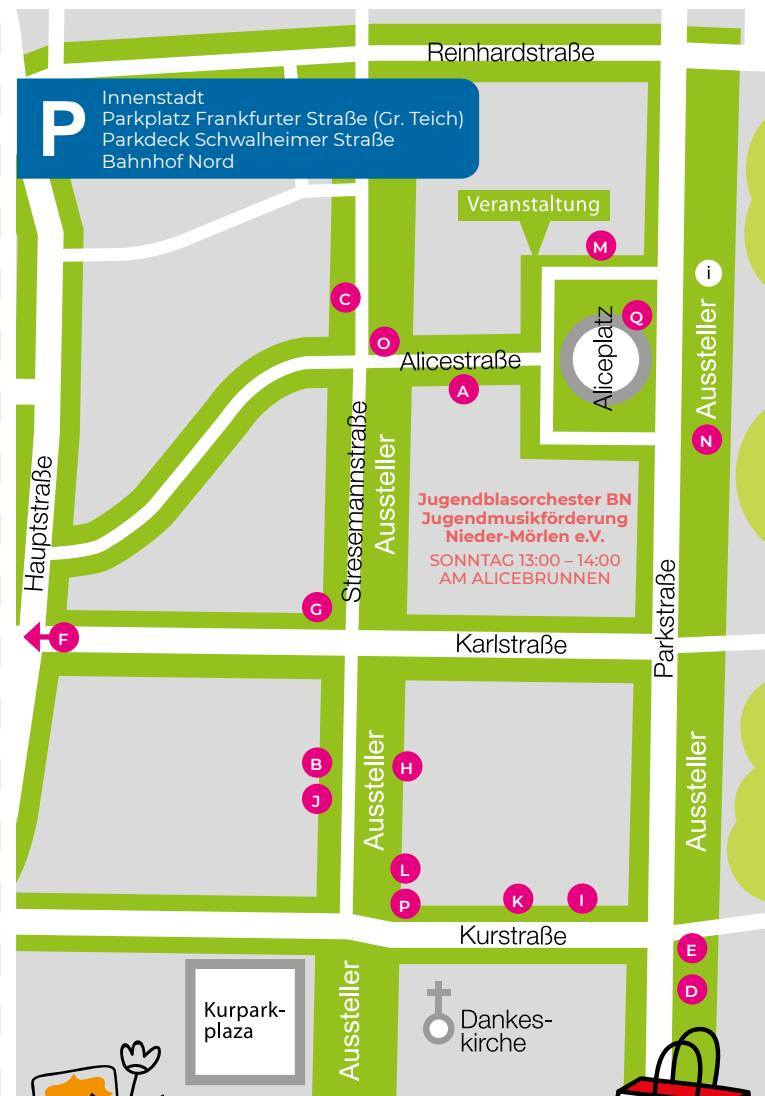 Reinhardstraße
P
Innenstadt
Parkplatz Frankfurter Straße (Gr. Teich)
Parkdeck Schwalheimer Straße
Bahnhof Nord
Veranstaltung
M
i
C
Q
O
Alicestraße
Aliceplatz
Aussteller
A
N
Hauptstraße
Stresemannstraße
Aussteller
Jugendblasorchester BN
Jugendmusikförderung
Nieder-Mörlen e.V.
SONNTAG 13:00 – 14:00
AM ALICEBRUNNEN
Parkstraße
G
F
Karlstraße
B
H
J
Aussteller
Aussteller
L
P
K
I
Kurstraße
E
D
Kurpark-
plaza
Aussteller
Dankes-
kirche